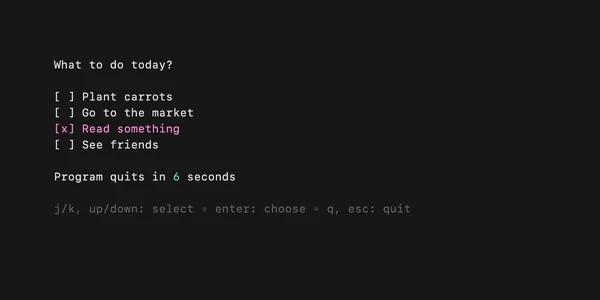 What to do today?
[ ] Plant carrots
[ ] Go to the market
[x] Read something
[ ] See friends
Program quits in 6 seconds
j/k, up/down: select • enter: choose • q, esc: quit